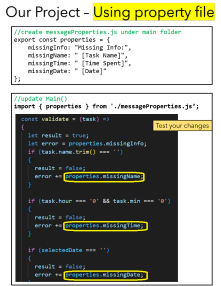 Our Project – Using property file
//create messageProperties.js under main folder
export const properties = {
missingInfo: "Missing Info:",
missingName: " [Task Name]",
missingTime: " [Time Spent]",
missingDate: " [Date]"
};
//update Main()
import { properties } from './messageProperties.js';
Test your changes
const validate = (task) =>
{
let result = true;
let error = properties.missingInfo;
if (task.name.trim() === '')
{
result = false;
error += properties.missingName;
}
if (task.hour === '0' && task.min === '0')
{
result = false;
error += properties.missingTime;
}
if (selectedDate === '')
{
result = false;
error += properties.missingDate;
}